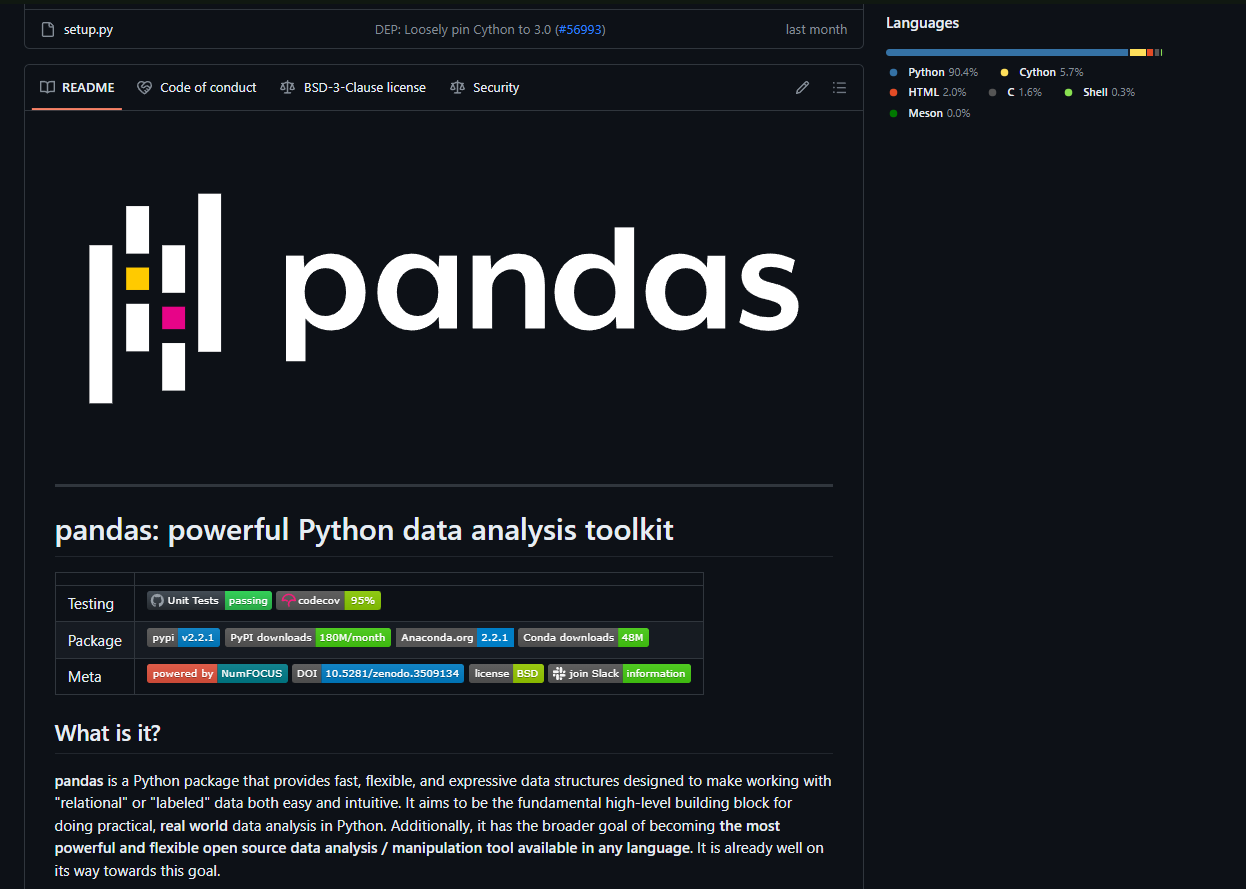 setup.py DEP: Loosely pin Cython to 3.0 (#56993) last month
README Code of conduct BSD-3-Clause license Security
pandas
pandas: powerful Python data analysis toolkit
Testing Unit Tests passing codecov 95%
Package pypi v2.2.1 PyPI downloads 180M/month Anaconda.org 2.2.1 Conda downloads 48M
Meta powered by NumFOCUS DOI 10.5281/zenodo.3509134 license BSD join Slack information
What is it?
pandas is a Python package that provides fast, flexible, and expressive data structures designed to make working with
"relational" or "labeled" data both easy and intuitive. It aims to be the fundamental high-level building block for
doing practical, real world data analysis in Python. Additionally, it has the broader goal of becoming the most
powerful and flexible open source data analysis / manipulation tool available in any language. It is already well on
its way towards this goal.
Languages
Python 90.4% Cython 5.7%
HTML 2.0% C 1.6% Shell 0.3%
Meson 0.0%